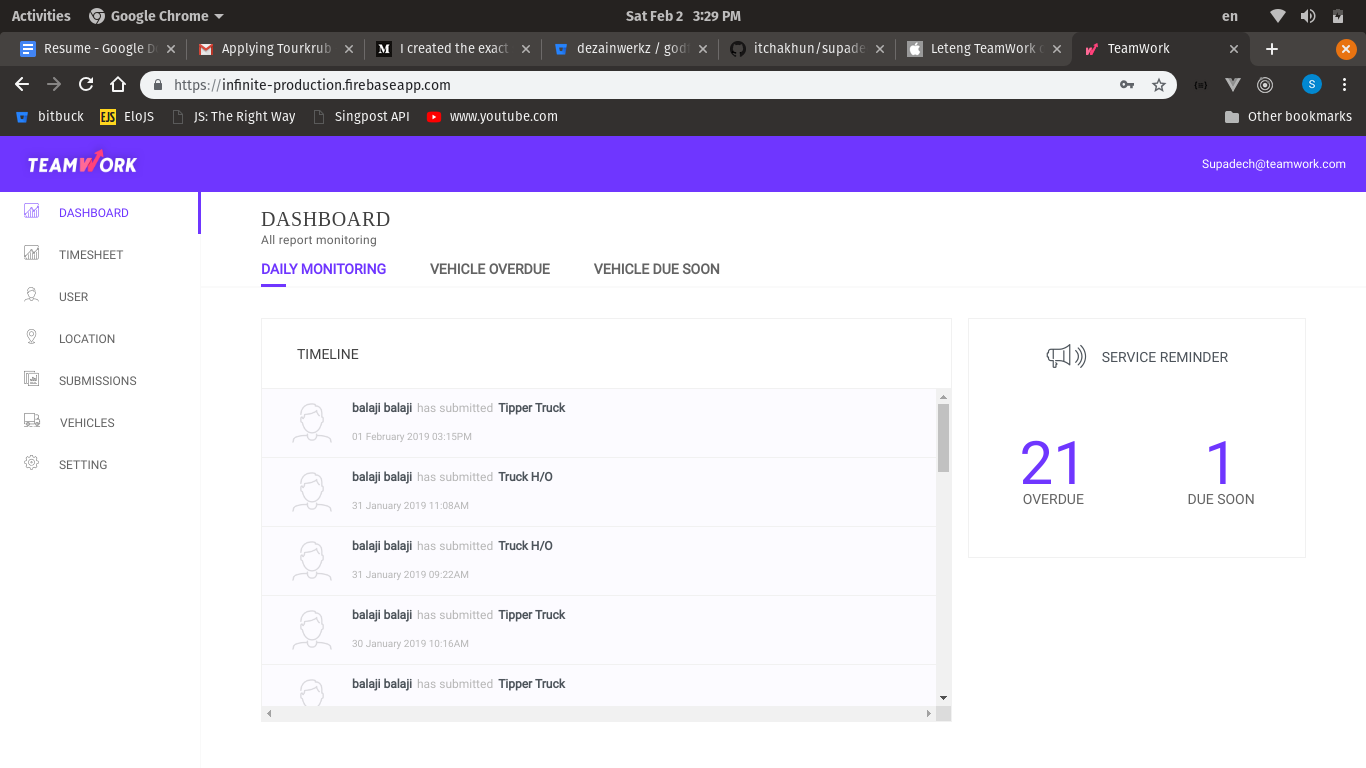 Activities Google Chrome Sat Feb 2 3:29 PM en
Resume - Google Do Applying Tourkrub M I created the exact dezainwerkz / god itchakhun/supade Leteng TeamWork TeamWork
https://infinite-production.firebaseapp.com S
bitbuck EJS EloJS JS: The Right Way Singpost API www.youtube.com Other bookmarks
TEAMWORK Supadech@teamwork.com
DASHBOARD
TIMESHEET
USER
LOCATION
SUBMISSIONS
VEHICLES
SETTING
DASHBOARD
All report monitoring
DAILY MONITORING VEHICLE OVERDUE VEHICLE DUE SOON
TIMELINE
balaji balaji has submitted Tipper Truck
01 February 2019 03:15PM
balaji balaji has submitted Truck H/O
31 January 2019 11:08AM
balaji balaji has submitted Truck H/O
31 January 2019 09:22AM
balaji balaji has submitted Tipper Truck
30 January 2019 10:16AM
balaji balaji has submitted Tipper Truck
SERVICE REMINDER
21 1
OVERDUE DUE SOON